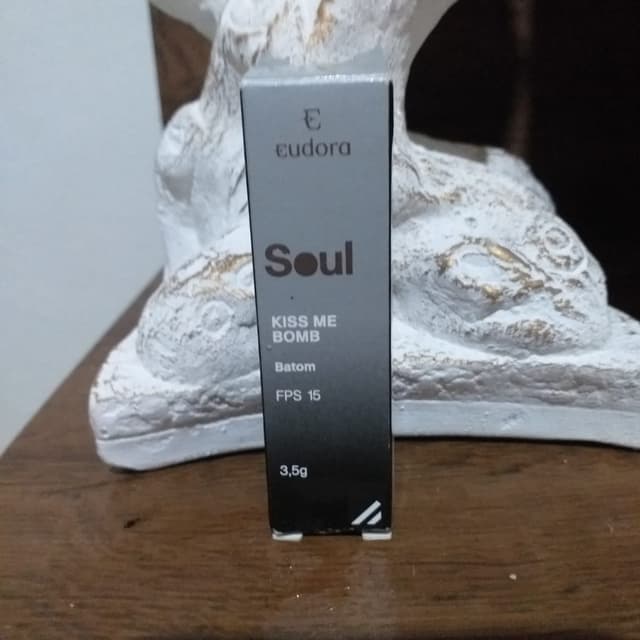 E
eudora
Soul
KISS ME
BOMB
Batom
FPS 15
3,5g